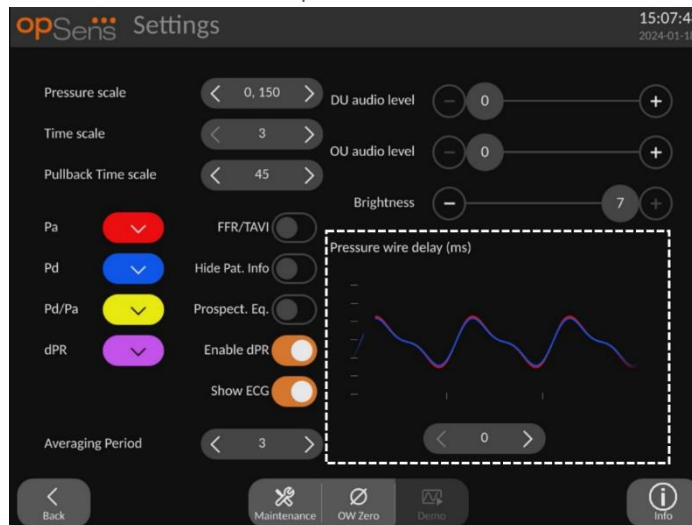 opSens Settings
15:07:4
2024-01-18
Pressure scale
0, 150
Time scale
3
Pullback Time scale
45
DU audio level
0
OU audio level
0
Brightness
7
Pa
Pd
Pd/Pa
dPR
FFR/TAVI
Hide Pat. Info
Prospect. Eq.
Enable dPR
Show ECG
Averaging Period
3
Pressure wire delay (ms)
0
Back
Maintenance
OW Zero
Demo
Info